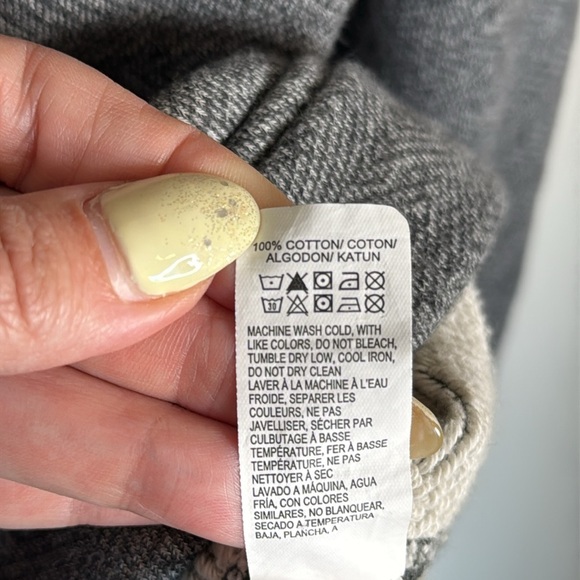 100% COTTON/ COTON/
ALGODON/ KATUN
30
MACHINE WASH COLD, WITH
LIKE COLORS, DO NOT BLEACH,
TUMBLE DRY LOW, COOL IRON,
DO NOT DRY CLEAN
LAVER À LA MACHINE À L'EAU
FROIDE, SEPARER LES
COULEURS, NE PAS
JAVELLISER, SÉCHER PAR
CULBUTAGE À BASSE
TEMPÉRATURE, FER À BASSE
TEMPÉRATURE, NE PAS
NETTOYER À SEC
LAVADO A MÁQUINA, AGUA
FRÍA, CON COLORES
SIMILARES, NO BLANQUEAR,
SECADO A TEMPERATURA
BAJA, PLANCHA, A